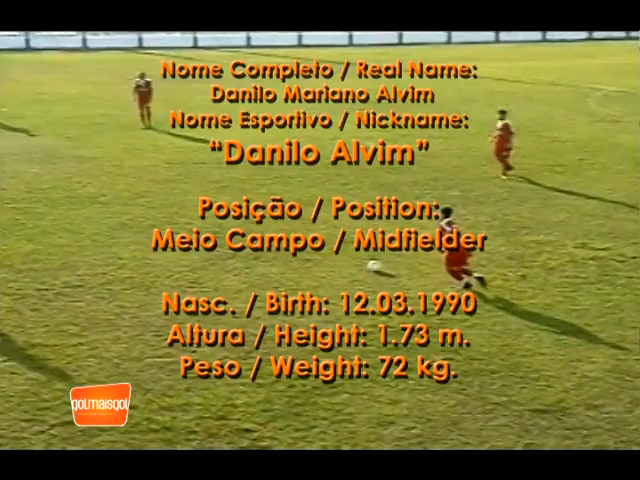 Nome Completo / Real Name:
Danilo Mariano Alvim
Nome Esportivo / Nickname:
"Danilo Alvim"
Posição / Position:
Meio Campo / Midfielder
Nasc. / Birth: 12.03.1990
Altura / Height: 1.73 m.
Peso / Weight: 72 kg.
golmaisgol